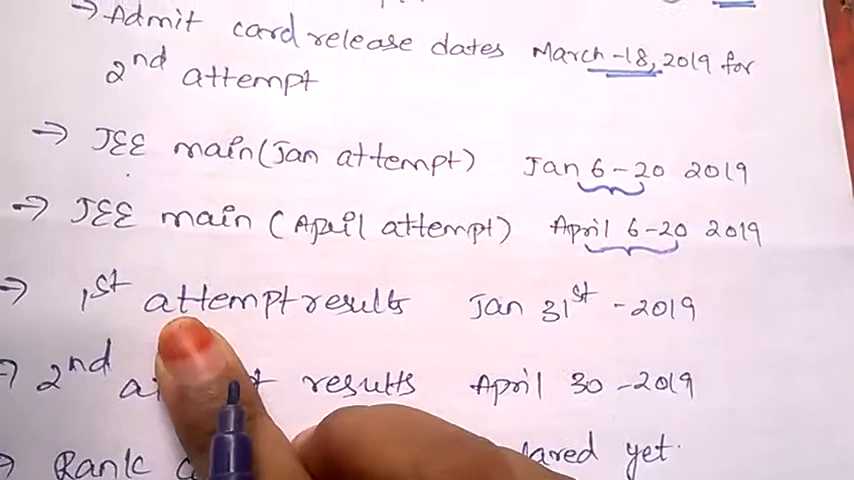 → Admit card release dates March-18, 2019 for
2nd attempt
→ JEE main (Jan attempt) Jan 6-20 2019
→ JEE main (April attempt) April 6-20 2019
→ 1st attempt results Jan 31st - 2019
→ 2nd results April 30 - 2019
→ Rank yet.